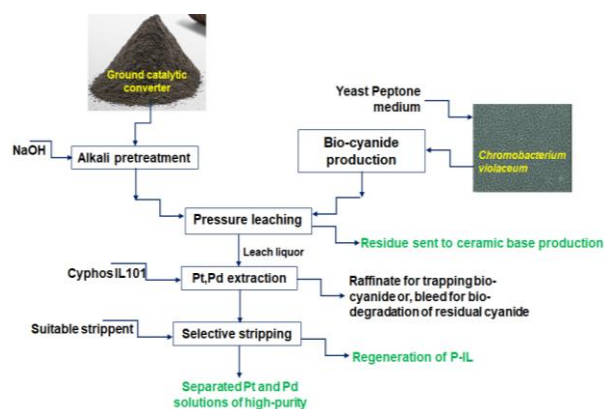 Ground catalytic
converter
Yeast Peptone
medium
NaOH
Alkali pretreatment
Bio-cyanide
production
Chromobacterium
violaceum
Pressure leaching
Residue sent to ceramic base production
Leach liquor
Cyphos IL101
Pt,Pd extraction
Raffinate for trapping bio-
cyanide or, bleed for bio-
degradation of residual cyanide
Suitable strippent
Selective stripping
Regeneration of P-IL
Separated Pt and Pd
solutions of high-purity